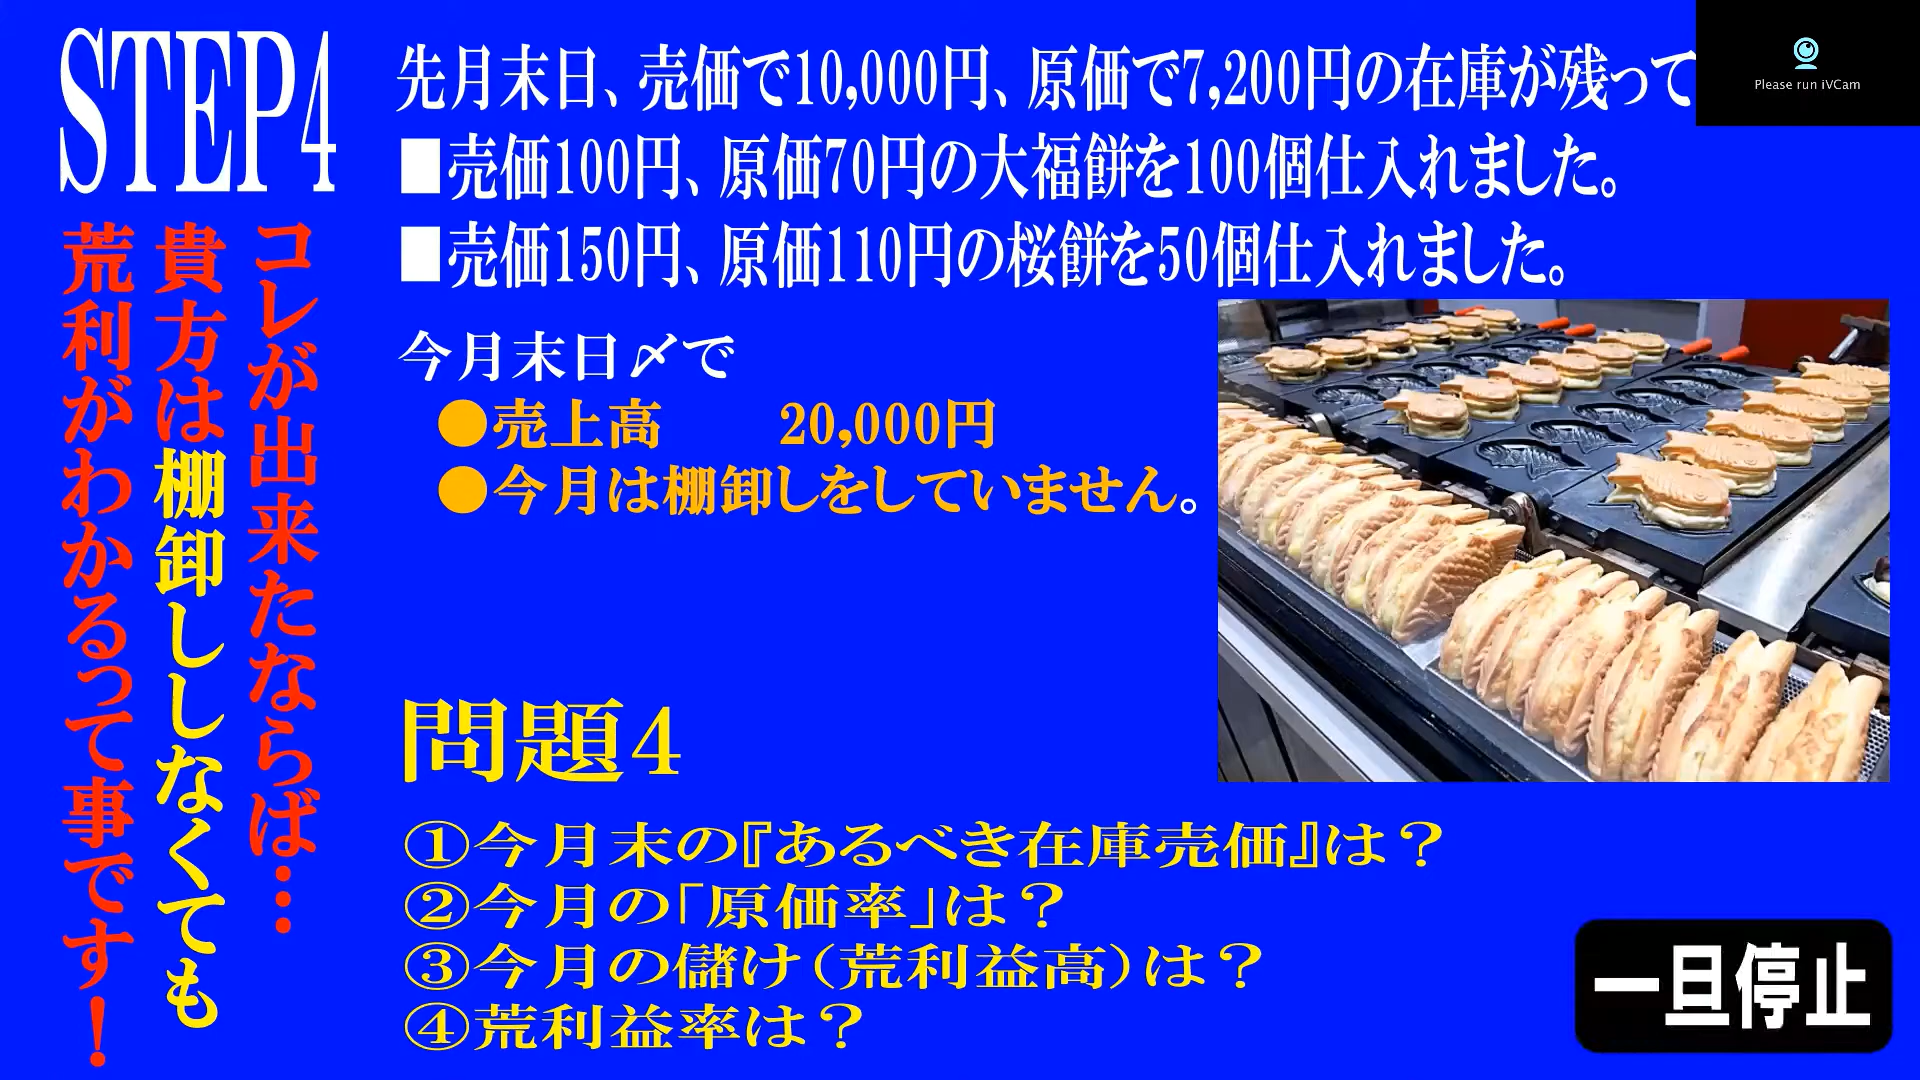 STEP4
コレが出来たならば…
貴方は棚卸ししなくても
荒利がわかるって事です！
先月末日、売価で10,000円、原価で7,200円の在庫が残って
■売価100円、原価70円の大福餅を100個仕入れました。
■売価150円、原価110円の桜餅を50個仕入れました。
今月末日〆で
●売上高　　20,000円
●今月は棚卸しをしていません。
問題4
①今月末の『あるべき在庫売価』は？
②今月の「原価率」は？
③今月の儲け（荒利益高）は？
④荒利益率は？
一旦停止
Please run iVCam